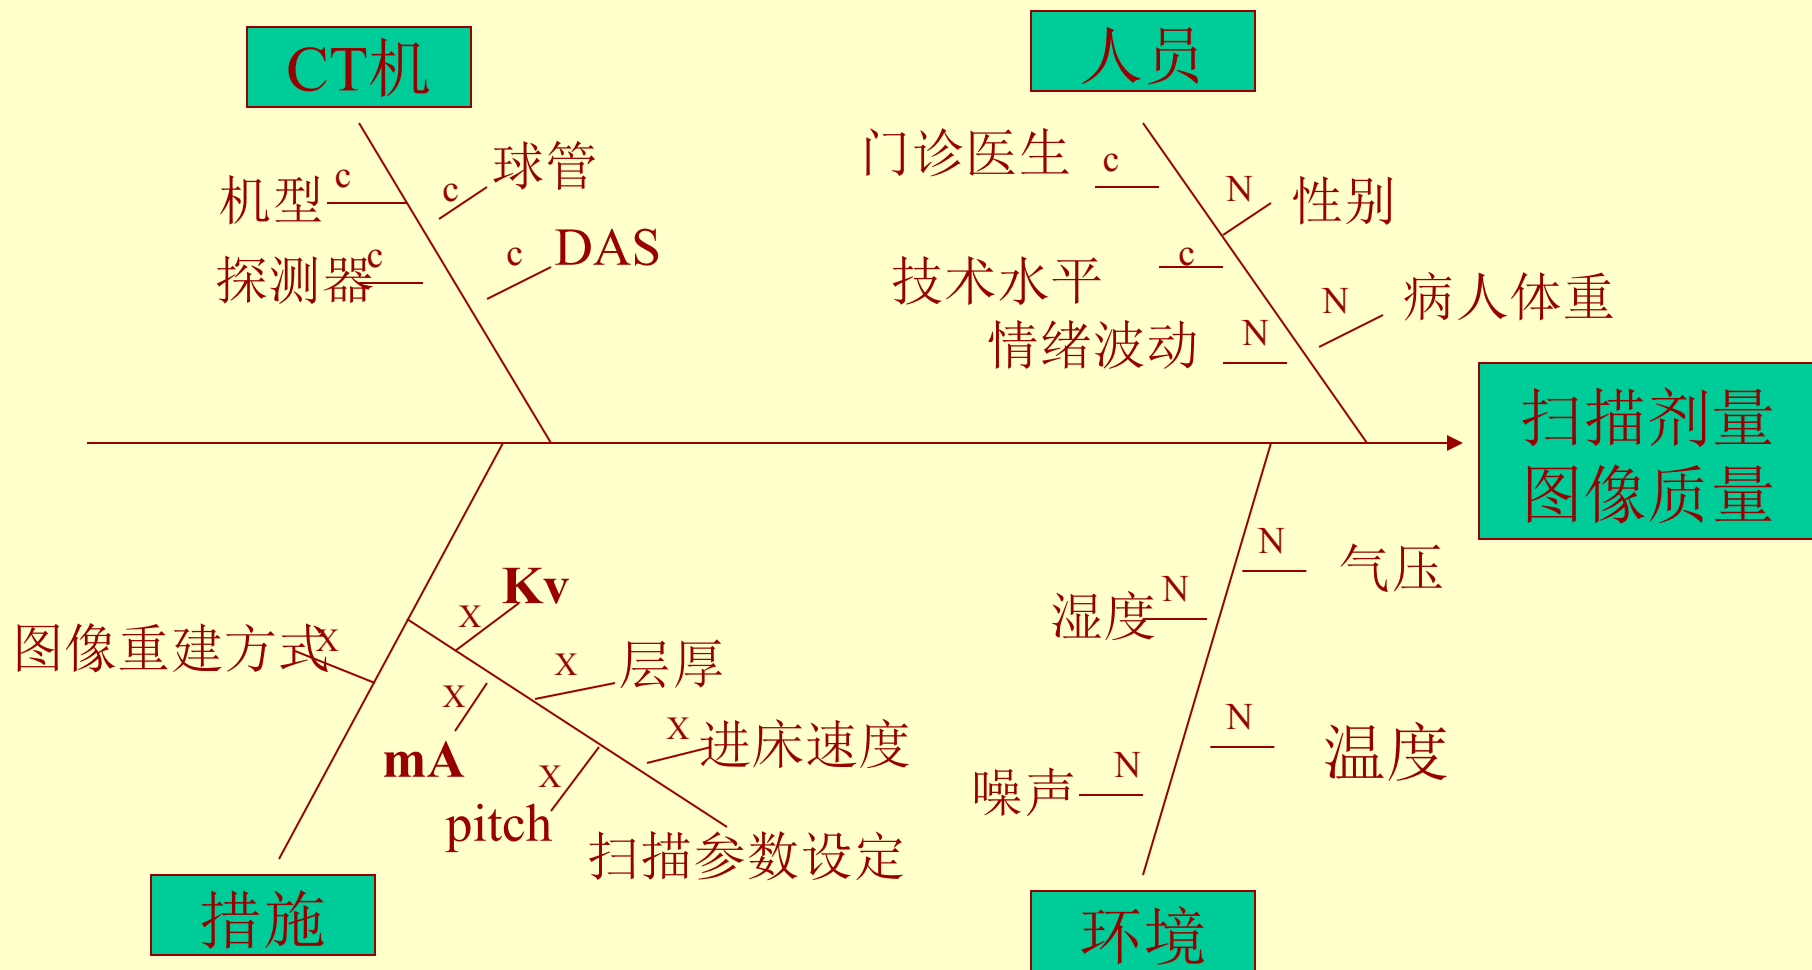 CT机
人员
门诊医生
c
球管
c
机型
c
N
性别
探测器
c
c
DAS
技术水平
c
N
病人体重
情绪波动
N
扫描剂量
图像质量
Kv
X
图像重建方式
X
X
层厚
X
mA
X
进床速度
X
pitch
扫描参数设定
措施
N
气压
湿度
N
N
温度
噪声
N
环境